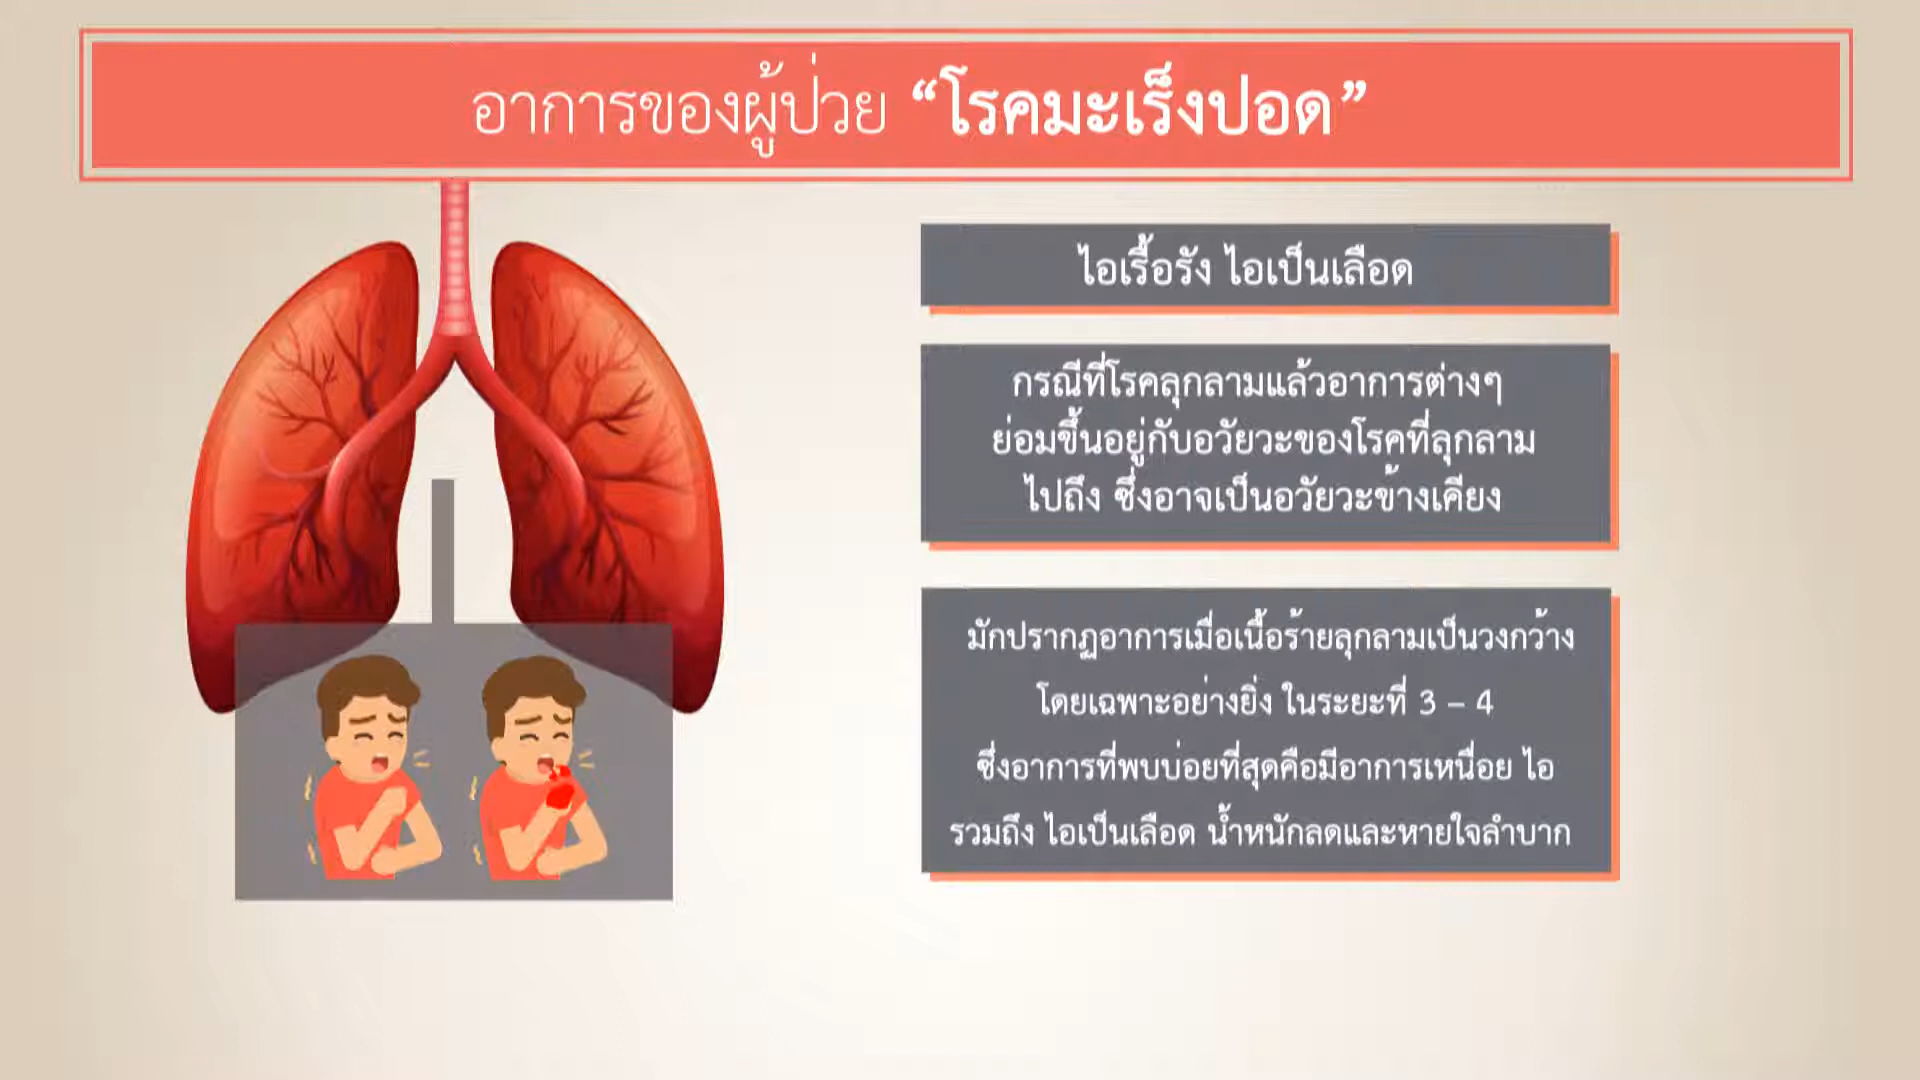 อาการของผู้ป่วย “โรคมะเร็งปอด”
ไอเรื้อรัง ไอเป็นเลือด
กรณีที่โรคลุกลามแล้วอาการต่างๆ
ย่อมขึ้นอยู่กับอวัยวะของโรคที่ลุกลาม
ไปถึง ซึ่งอาจเป็นอวัยวะข้างเคียง
มักปรากฏอาการเมื่อเนื้อร้ายลุกลามเป็นวงกว้าง
โดยเฉพาะอย่างยิ่ง ในระยะที่ 3 – 4
ซึ่งอาการที่พบบ่อยที่สุดคือมีอาการเหนื่อย ไอ
รวมถึง ไอเป็นเลือด น้ำหนักลดและหายใจลำบาก